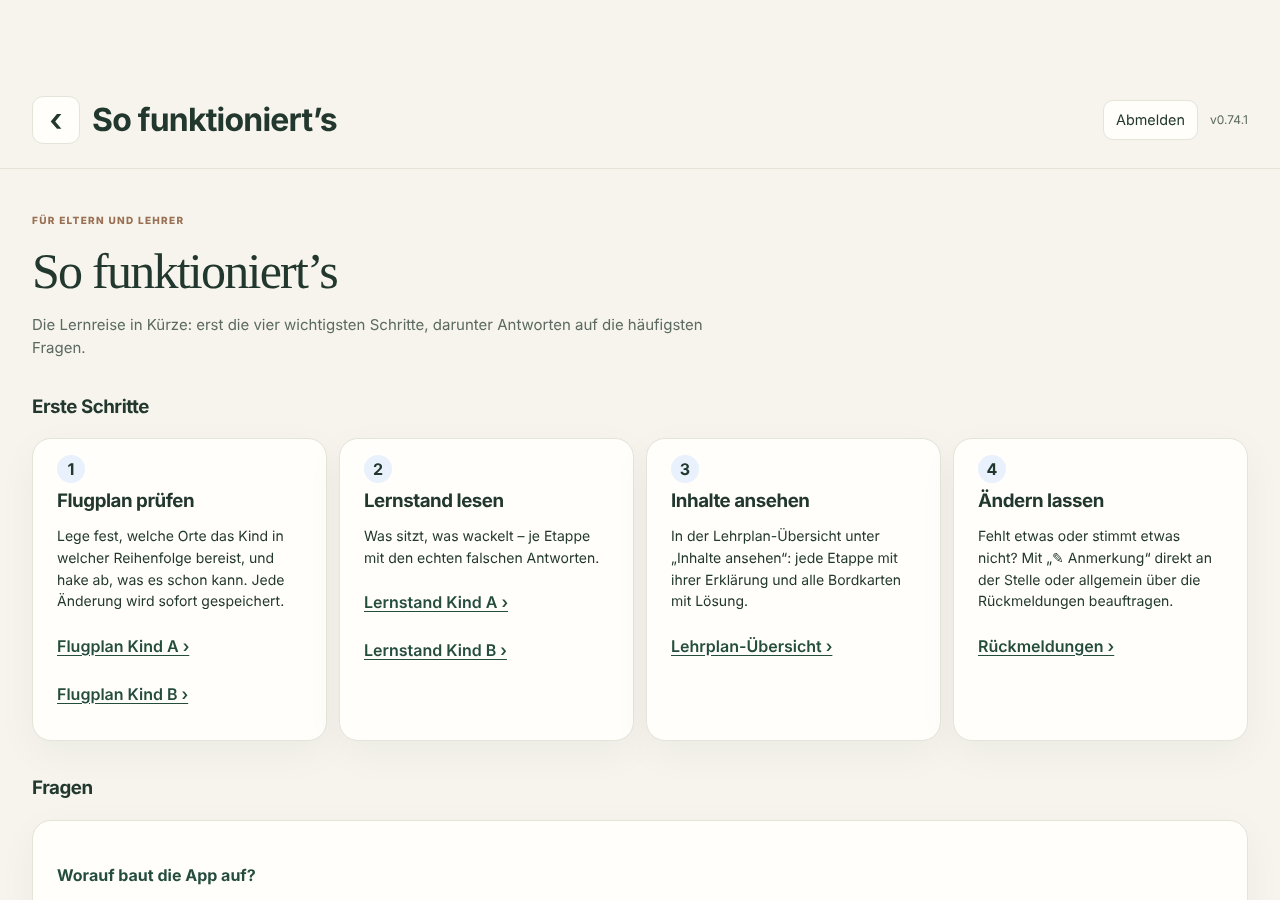 ‹
So funktioniert’s
Abmelden
v0.74.1
FÜR ELTERN UND LEHRER
So funktioniert’s
Die Lernreise in Kürze: erst die vier wichtigsten Schritte, darunter Antworten auf die häufigsten
Fragen.
Erste Schritte
1
Flugplan prüfen
Lege fest, welche Orte das Kind in
welcher Reihenfolge bereist, und
hake ab, was es schon kann. Jede
Änderung wird sofort gespeichert.
Flugplan Kind A ›
Flugplan Kind B ›
2
Lernstand lesen
Was sitzt, was wackelt – je Etappe
mit den echten falschen Antworten.
Lernstand Kind A ›
Lernstand Kind B ›
3
Inhalte ansehen
In der Lehrplan-Übersicht unter
„Inhalte ansehen“: jede Etappe mit
ihrer Erklärung und alle Bordkarten
mit Lösung.
Lehrplan-Übersicht ›
4
Ändern lassen
Fehlt etwas oder stimmt etwas
nicht? Mit „✎ Anmerkung“ direkt an
der Stelle oder allgemein über die
Rückmeldungen beauftragen.
Rückmeldungen ›
Fragen
Worauf baut die App auf?